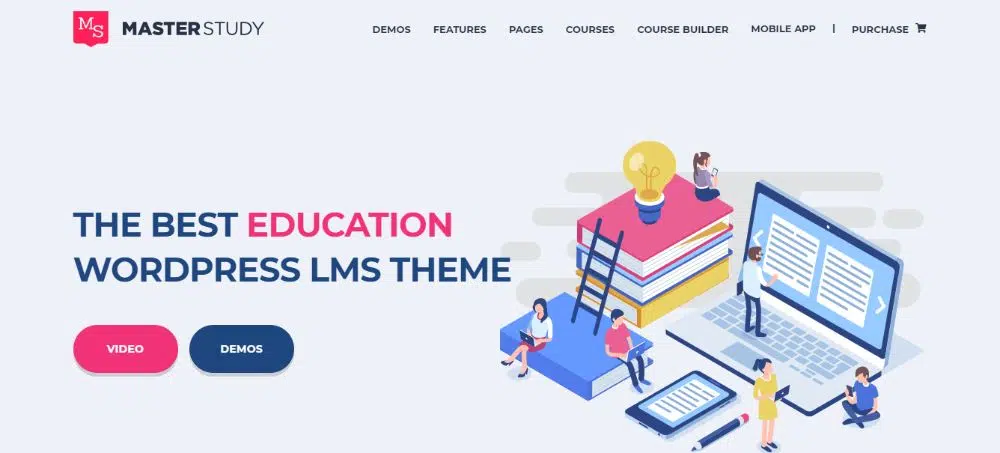 MS
MASTERSTUDY
DEMOS FEATURES PAGES COURSES COURSE BUILDER MOBILE APP | PURCHASE
THE BEST EDUCATION
WORDPRESS LMS THEME
VIDEO
DEMOS